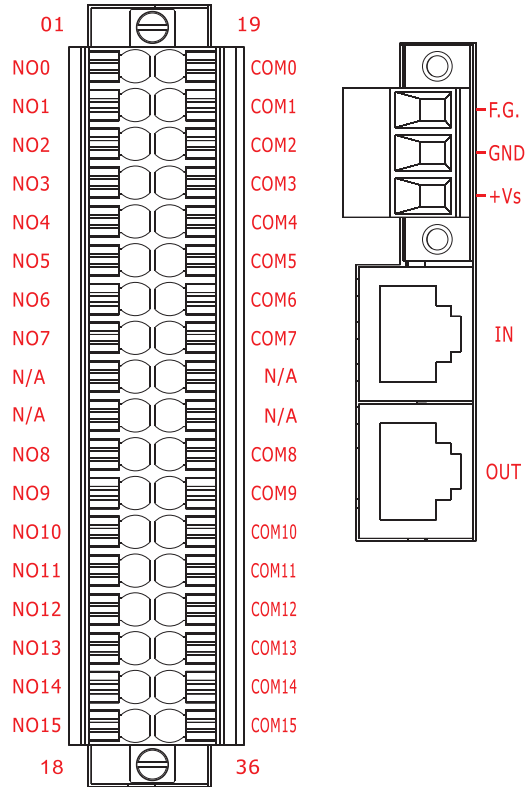 01 19
NO0 COM0
NO1 COM1
NO2 COM2
NO3 COM3
NO4 COM4
NO5 COM5
NO6 COM6
NO7 COM7
N/A N/A
N/A N/A
NO8 COM8
NO9 COM9
NO10 COM10
NO11 COM11
NO12 COM12
NO13 COM13
NO14 COM14
NO15 COM15
18 36
F.G.
GND
+Vs
IN
OUT